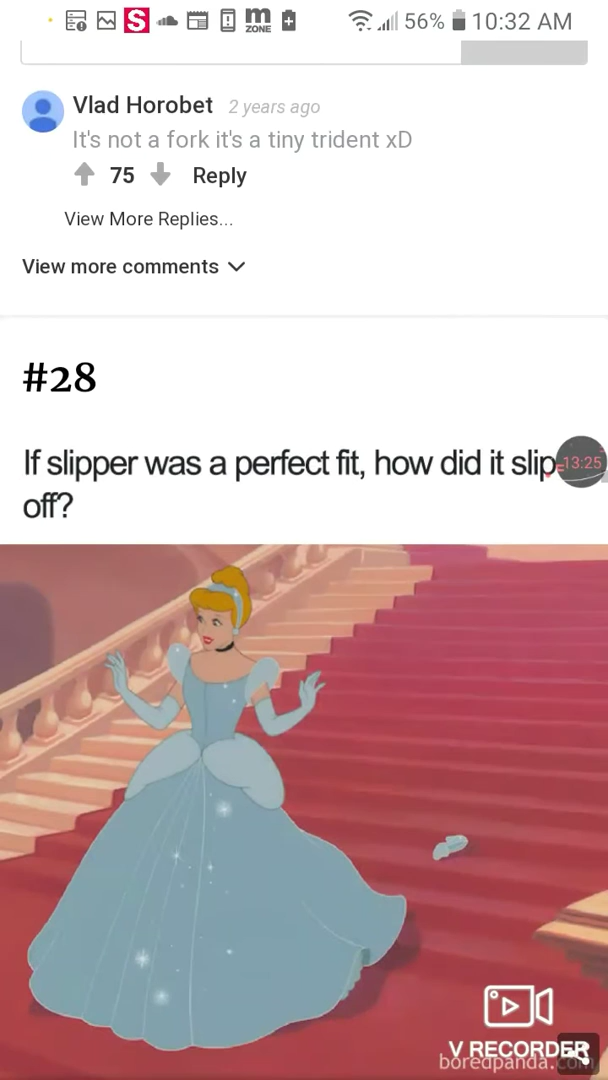 S m ZONE 56% 10:32 AM
Vlad Horobet 2 years ago
It's not a fork it's a tiny trident xD
75 Reply
View More Replies...
View more comments
#28
If slipper was a perfect fit, how did it slip 13:25
off?
V RECORDER
boredpanda.com